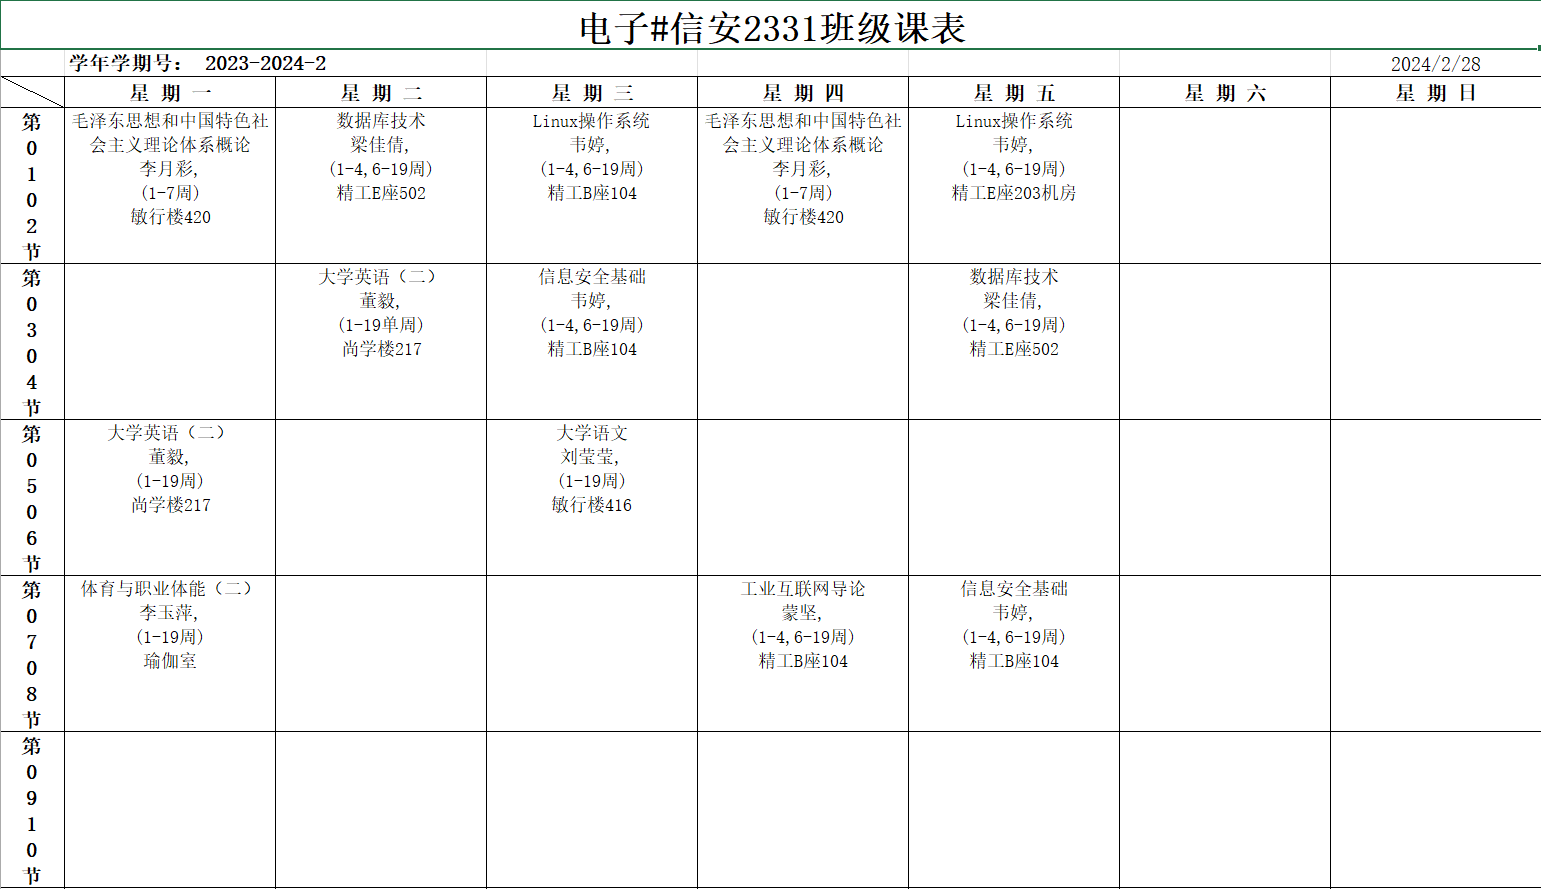 电子#信安2331班级课表
学年学期号： 2023-2024-2
2024/2/28
星 期 一
星 期 二
星 期 三
星 期 四
星 期 五
星 期 六
星 期 日
第
0
1
0
2
节
毛泽东思想和中国特色社
会主义理论体系概论
李月彩,
(1-7周)
敏行楼420
数据库技术
梁佳倩,
(1-4,6-19周)
精工E座502
Linux操作系统
韦婷,
(1-4,6-19周)
精工B座104
毛泽东思想和中国特色社
会主义理论体系概论
李月彩,
(1-7周)
敏行楼420
Linux操作系统
韦婷,
(1-4,6-19周)
精工E座203机房
第
0
3
0
4
节
大学英语（二）
董毅,
(1-19单周)
尚学楼217
信息安全基础
韦婷,
(1-4,6-19周)
精工B座104
数据库技术
梁佳倩,
(1-4,6-19周)
精工E座502
第
0
5
0
6
节
大学英语（二）
董毅,
(1-19周)
尚学楼217
大学语文
刘莹莹,
(1-19周)
敏行楼416
第
0
7
0
8
节
体育与职业体能（二）
李玉萍,
(1-19周)
瑜伽室
工业互联网导论
蒙坚,
(1-4,6-19周)
精工B座104
信息安全基础
韦婷,
(1-4,6-19周)
精工B座104
第
0
9
1
0
节